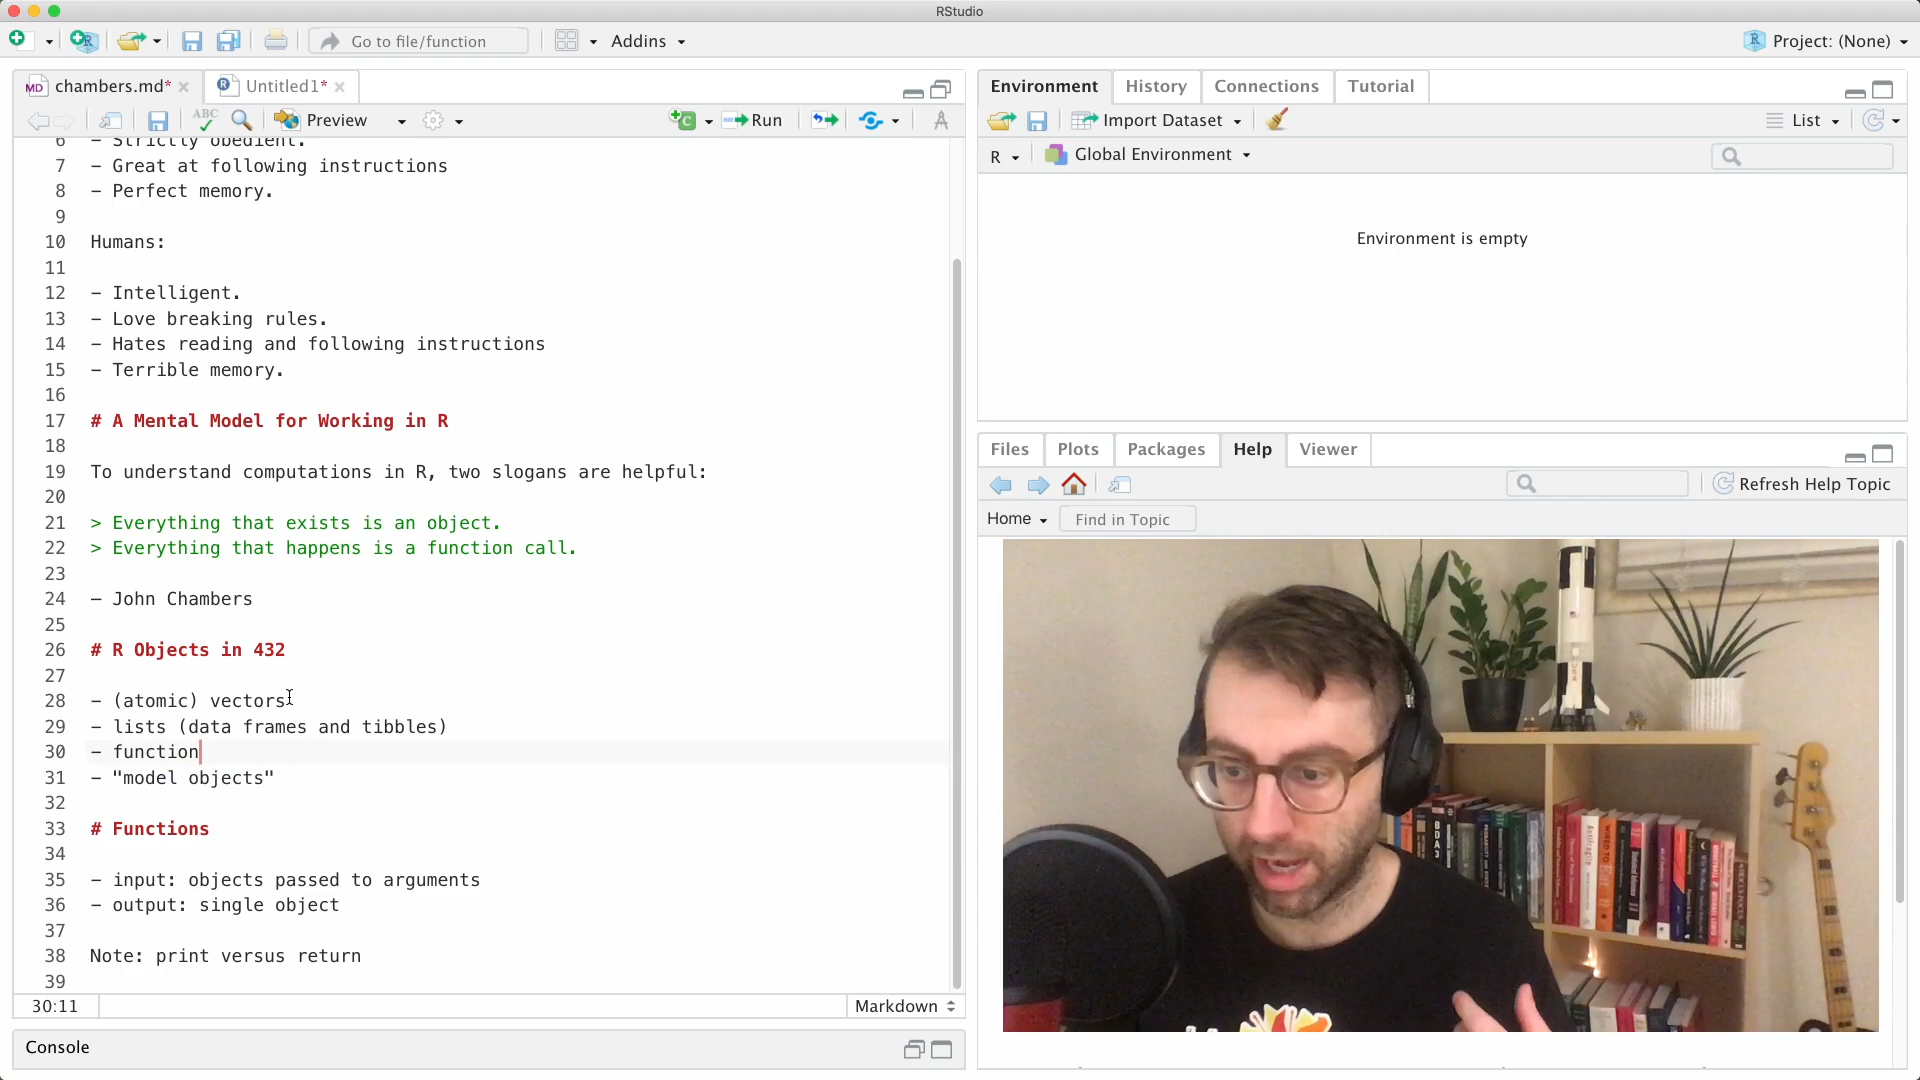 RStudio
Go to file/function
Addins
Project: (None)
chambers.md*
Untitled1*
ABC
Preview
Run
6 - Strictly obedient.
7 - Great at following instructions
8 - Perfect memory.
9
10 Humans:
11
12 - Intelligent.
13 - Love breaking rules.
14 - Hates reading and following instructions
15 - Terrible memory.
16
17 # A Mental Model for Working in R
18
19 To understand computations in R, two slogans are helpful:
20
21 > Everything that exists is an object.
22 > Everything that happens is a function call.
23
24 - John Chambers
25
26 # R Objects in 432
27
28 - (atomic) vectors
29 - lists (data frames and tibbles)
30 - function
31 - "model objects"
32
33 # Functions
34
35 - input: objects passed to arguments
36 - output: single object
37
38 Note: print versus return
39
30:11
Markdown
Console
Environment
History
Connections
Tutorial
Import Dataset
List
R
Global Environment
Environment is empty
Files
Plots
Packages
Help
Viewer
Refresh Help Topic
Home
Find in Topic
BDA3